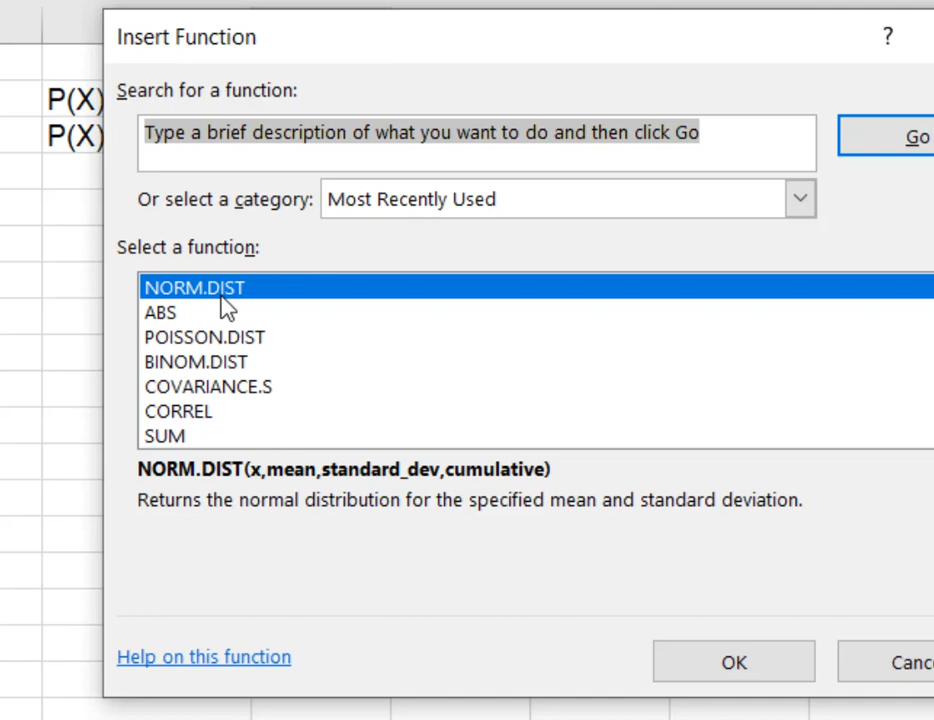 Insert Function
?
Search for a function:
P(X)
Type a brief description of what you want to do and then click Go
Go
P(X)
Or select a category:
Most Recently Used
Select a function:
NORM.DIST
ABS
POISSON.DIST
BINOM.DIST
COVARIANCE.S
CORREL
SUM
NORM.DIST(x,mean,standard_dev,cumulative)
Returns the normal distribution for the specified mean and standard deviation.
Help on this function
OK
Canc